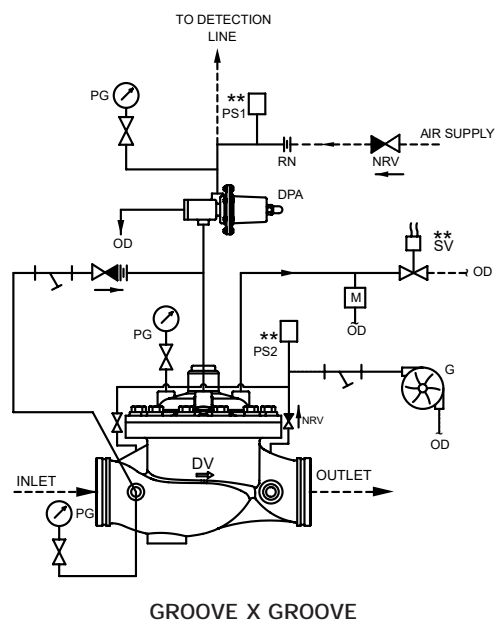 TO DETECTION
LINE
PG
**
PS1
AIR SUPPLY
RN
NRV
DPA
OD
**
SV
OD
M
OD
PG
**
PS2
G
NRV
OD
DV
INLET
OUTLET
PG
GROOVE X GROOVE